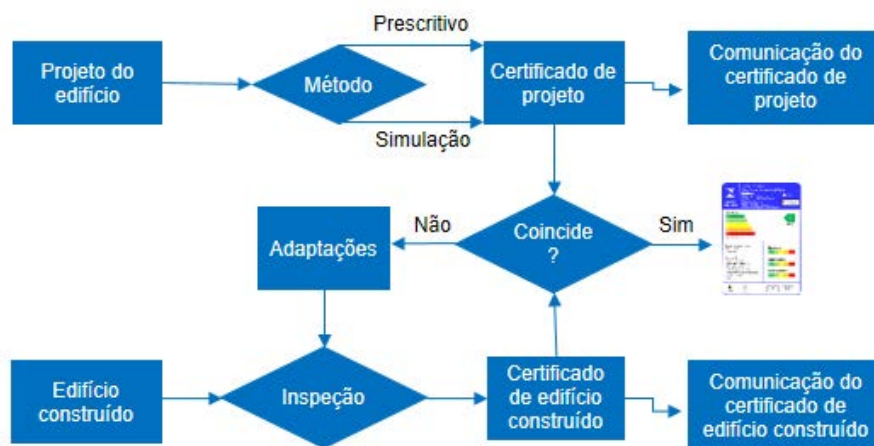 Prescritivo
Projeto do
edifício
Método
Certificado de
projeto
Comunicação do
certificado de
projeto
Simulação
Adaptações
Não
Coincide
?
Sim
Edifício
construído
Inspeção
Certificado
de edifício
construído
Comunicação do
certificado de
edifício construído